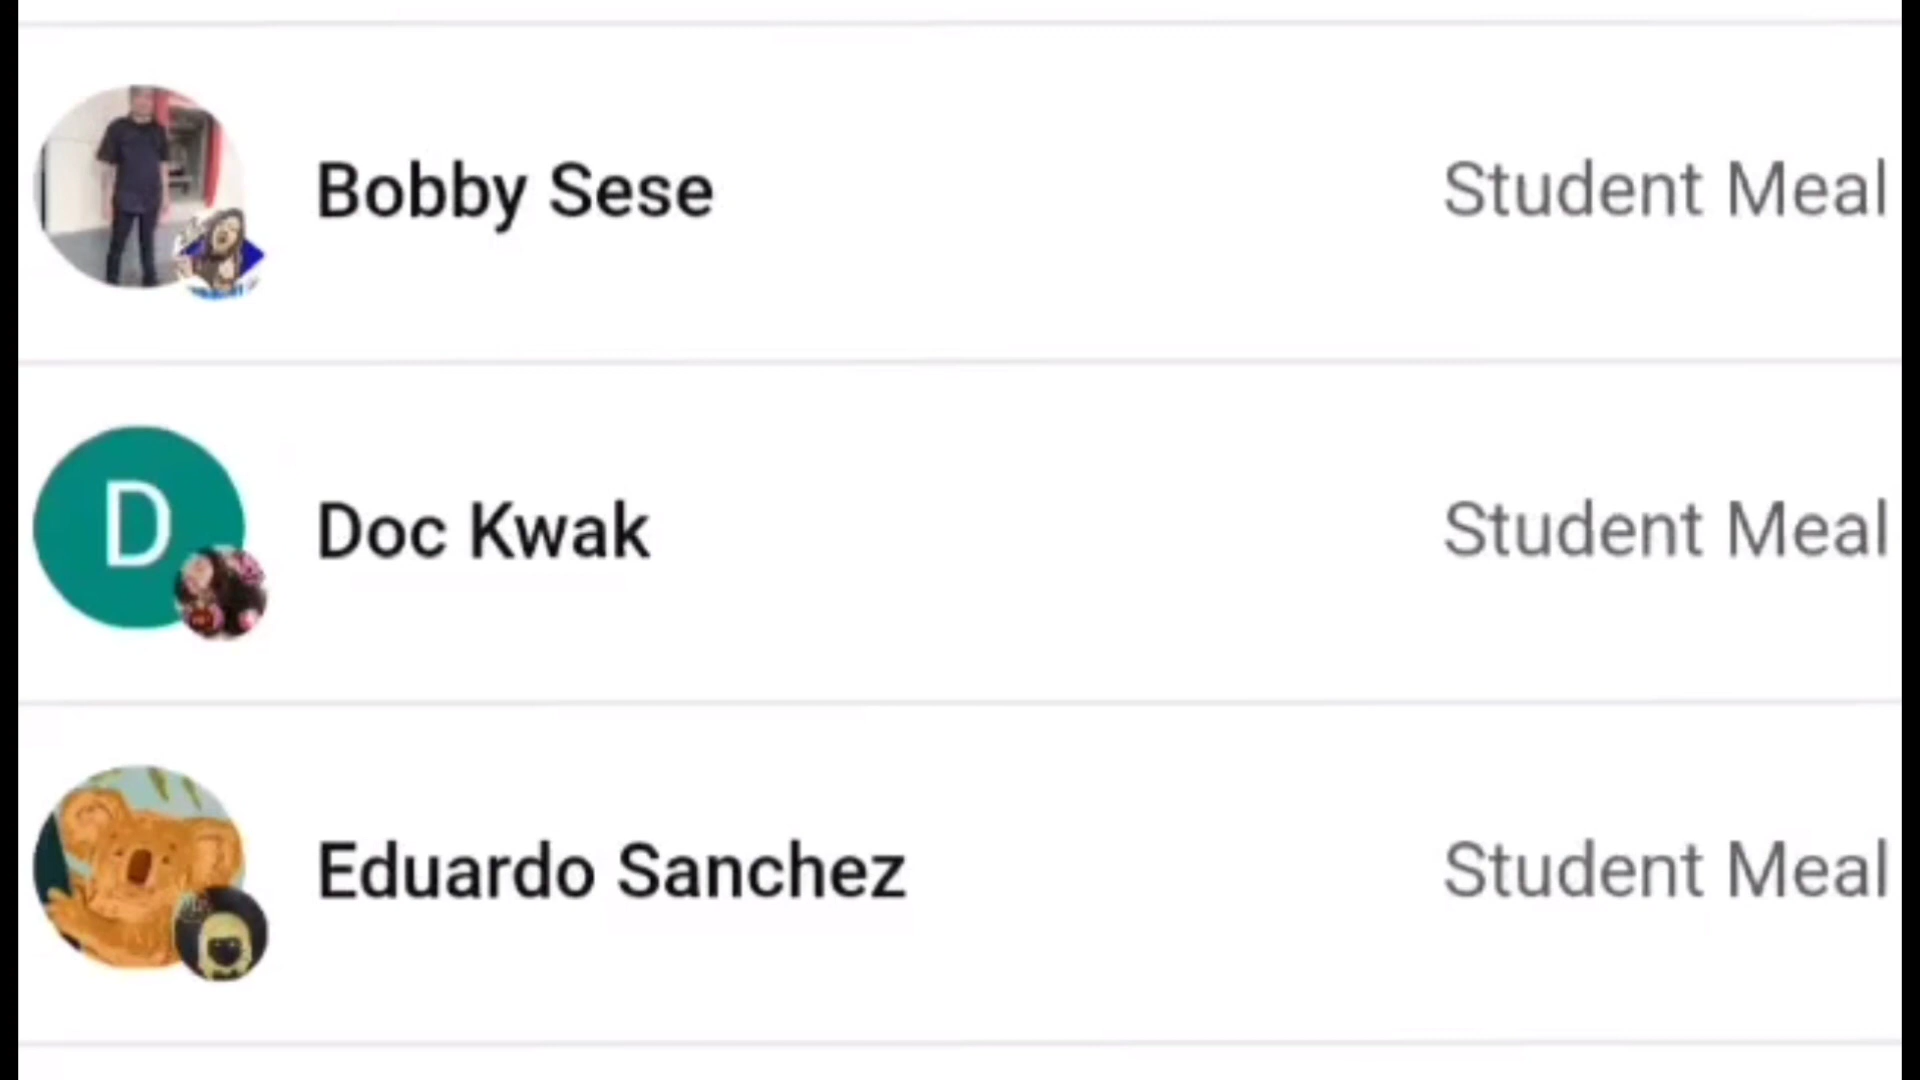 Bobby Sese Student Meal
D
Doc Kwak Student Meal
Eduardo Sanchez Student Meal